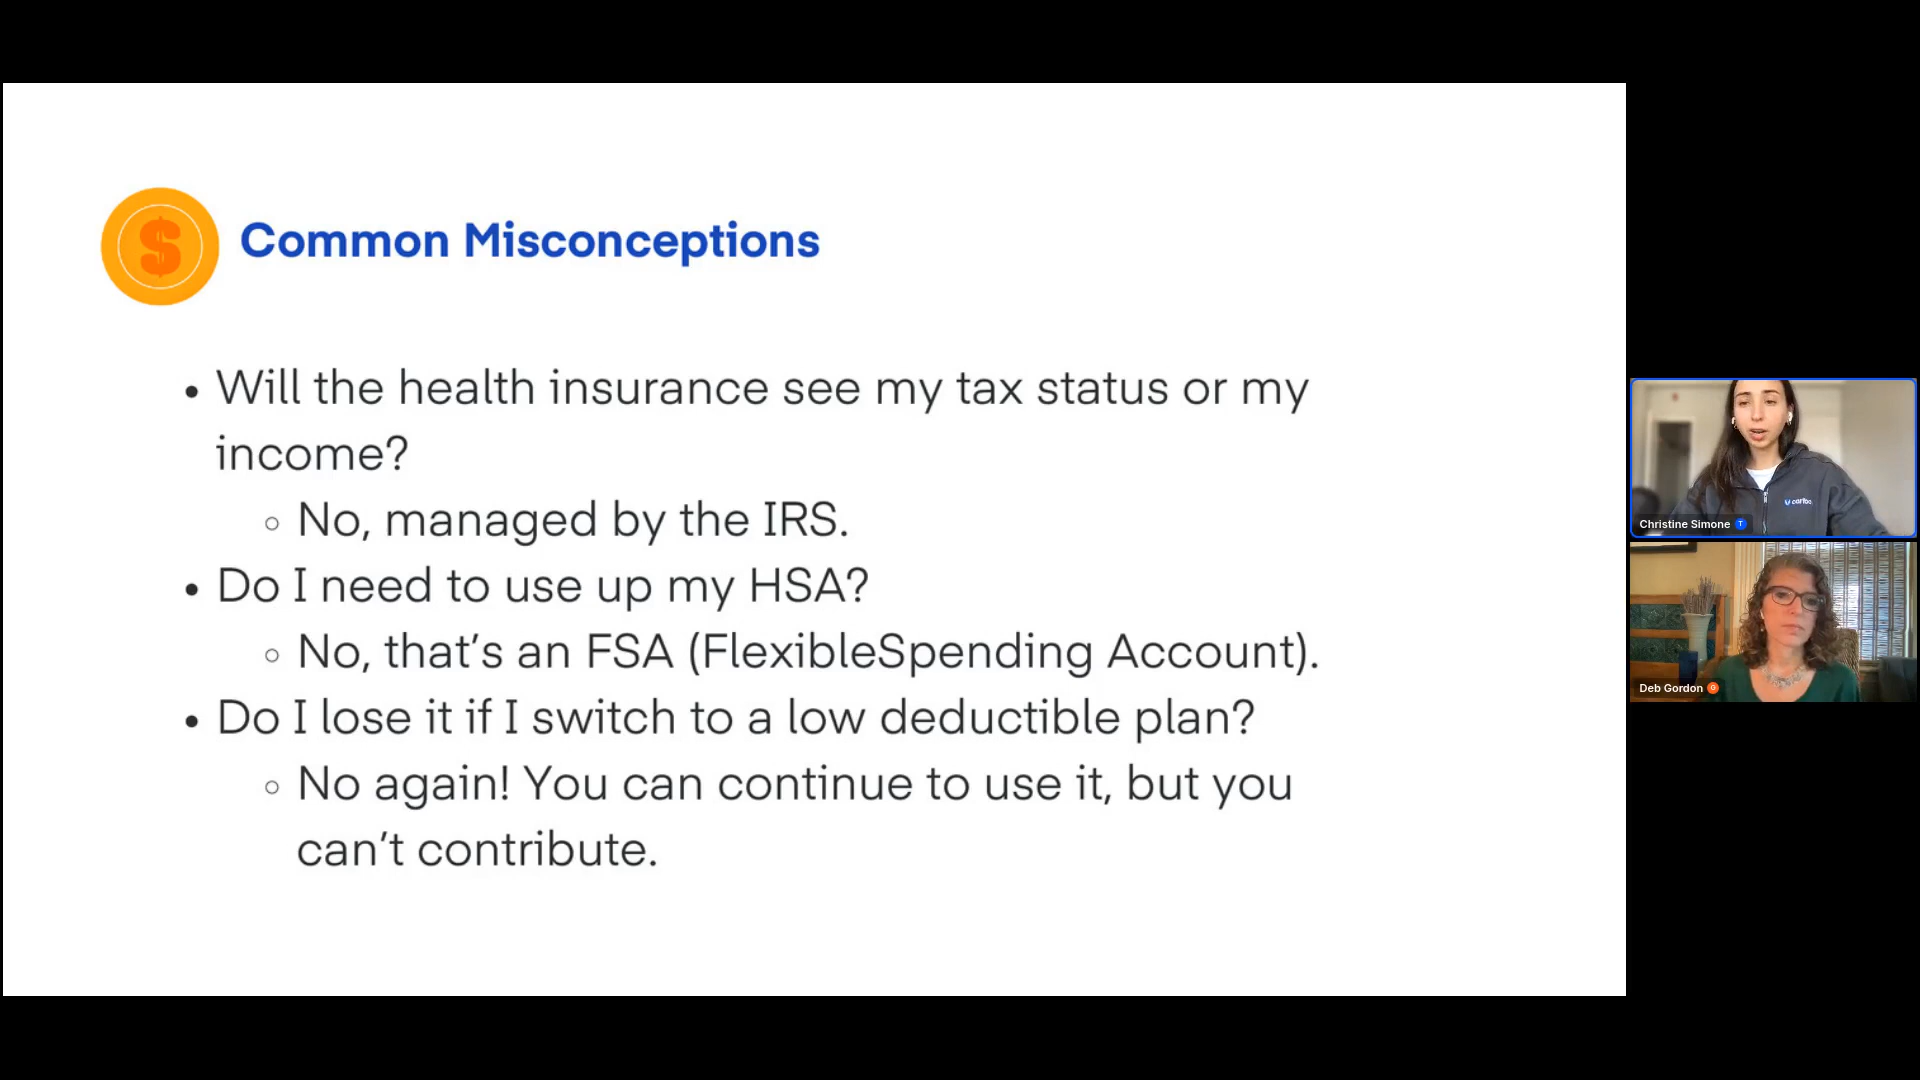 $
Common Misconceptions
• Will the health insurance see my tax status or my
income?
◦ No, managed by the IRS.
• Do I need to use up my HSA?
◦ No, that's an FSA (FlexibleSpending Account).
• Do I lose it if I switch to a low deductible plan?
◦ No again! You can continue to use it, but you
can't contribute.
Christine Simone T
Deb Gordon G